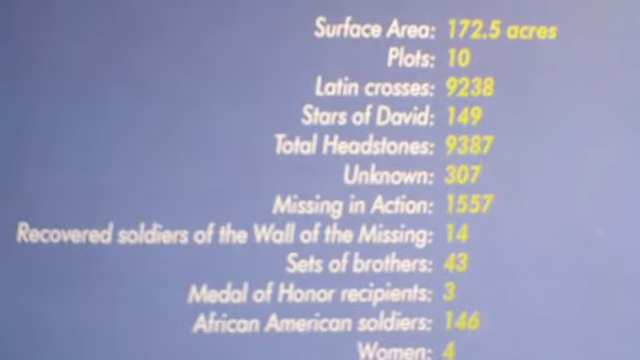 Surface Area: 172.5 acres
Plots: 10
Latin crosses: 9238
Stars of David: 149
Total Headstones: 9387
Unknown: 307
Missing in Action: 1557
Recovered soldiers of the Wall of the Missing: 14
Sets of brothers: 43
Medal of Honor recipients: 3
African American soldiers: 146
Women: 4